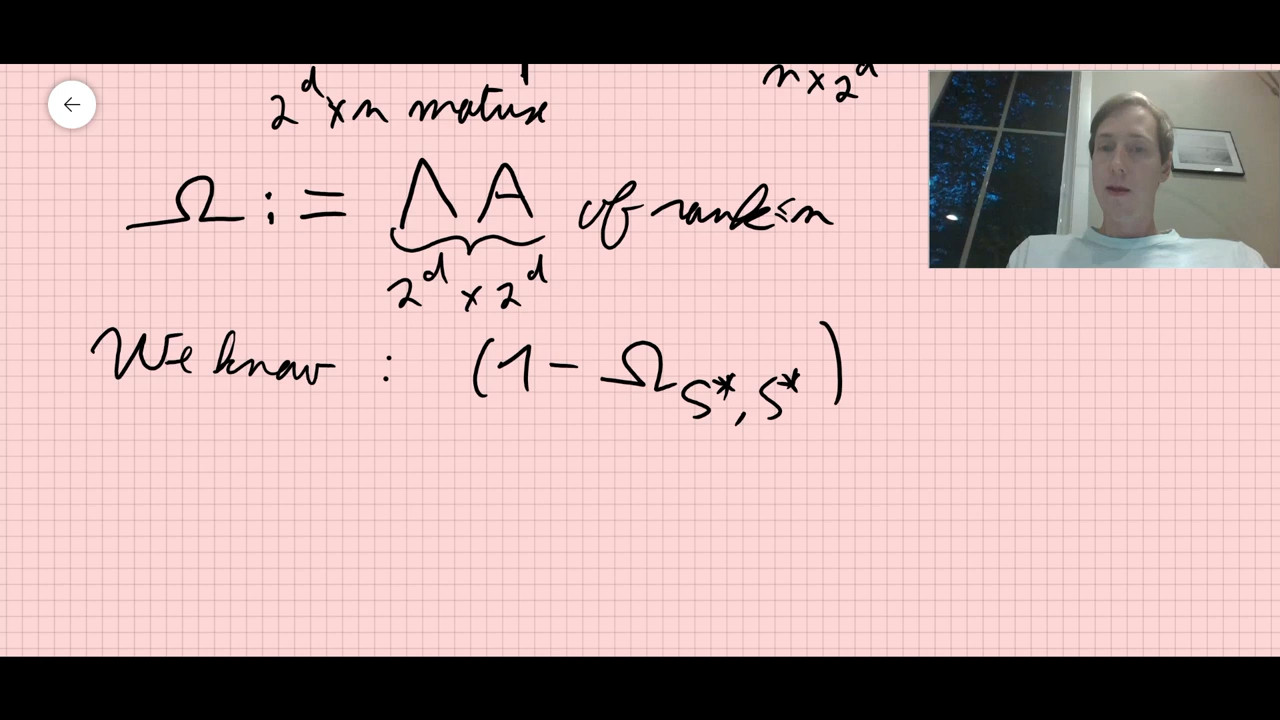 2^d × n matrix
n × 2^d
Ω := Λ A of rank ≤ n
2^d × 2^d
We know : (1 − Ω_{S*, S*})